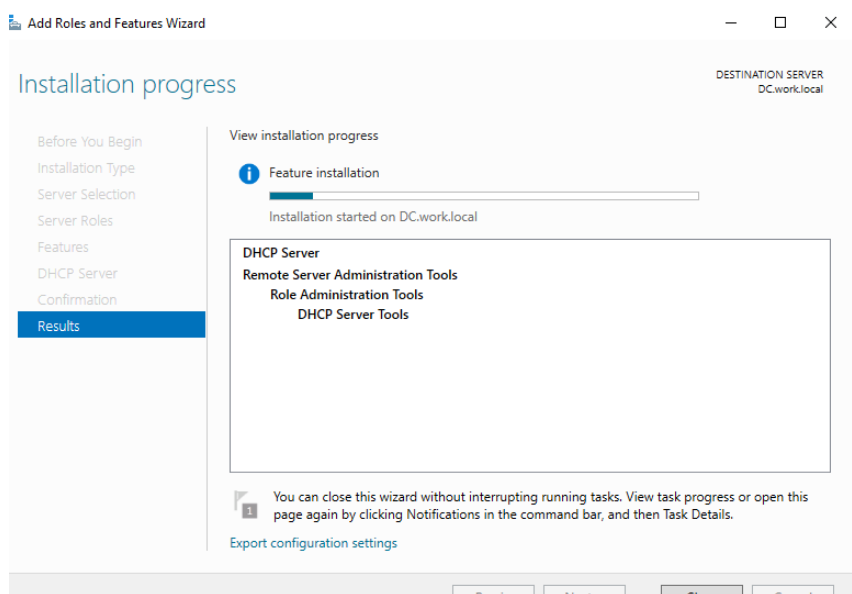 Add Roles and Features Wizard
Installation progress
DESTINATION SERVER
DC.work.local
Before You Begin
Installation Type
Server Selection
Server Roles
Features
DHCP Server
Confirmation
Results
View installation progress
Feature installation
Installation started on DC.work.local
DHCP Server
Remote Server Administration Tools
Role Administration Tools
DHCP Server Tools
1
You can close this wizard without interrupting running tasks. View task progress or open this
page again by clicking Notifications in the command bar, and then Task Details.
Export configuration settings